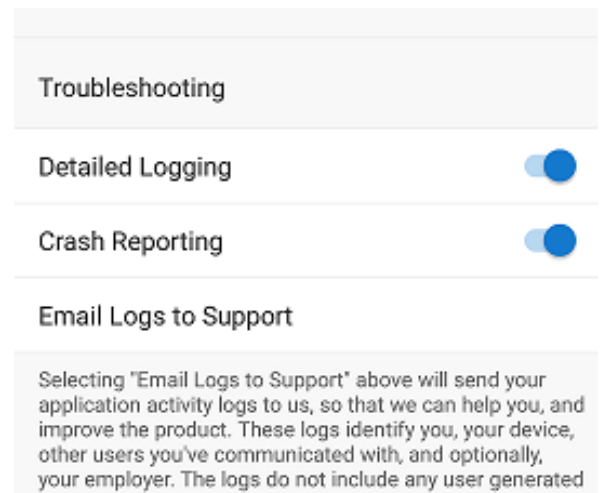 Troubleshooting
Detailed Logging
Crash Reporting
Email Logs to Support
Selecting "Email Logs to Support" above will send your
application activity logs to us, so that we can help you, and
improve the product. These logs identify you, your device,
other users you've communicated with, and optionally,
your employer. The logs do not include any user generated